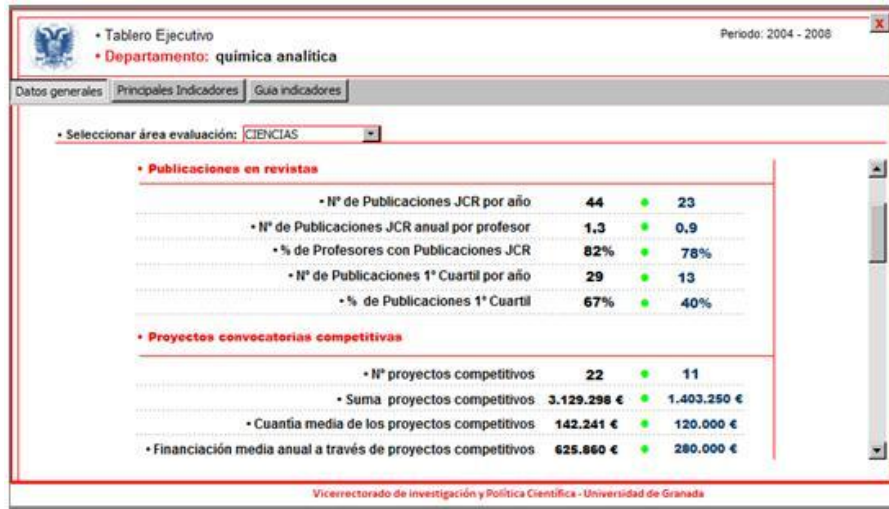 • Tablero Ejecutivo
Periodo: 2004 - 2008
x
• Departamento: quimica analítica
Datos generales Principales Indicadores Guia indicadores
• Seleccionar área evaluación: CIENCIAS
• Publicaciones en revistas
• Nº de Publicaciones JCR por año 44 23
• Nº de Publicaciones JCR anual por profesor 1,3 0,9
• % de Profesores con Publicaciones JCR 82% 78%
• Nº de Publicaciones 1º Cuartil por año 29 13
• % de Publicaciones 1º Cuartil 67% 40%
• Proyectos convocatorias competitivas
• Nº proyectos competitivos 22 11
• Suma proyectos competitivos 3.129.298 € 1.403.250 €
• Cuantía media de los proyectos competitivos 142.241 € 120.000 €
• Financiación media anual a través de proyectos competitivos 625.860 € 280.000 €
Vicerrectorado de investigación y Política Científica - Universidad de Granada